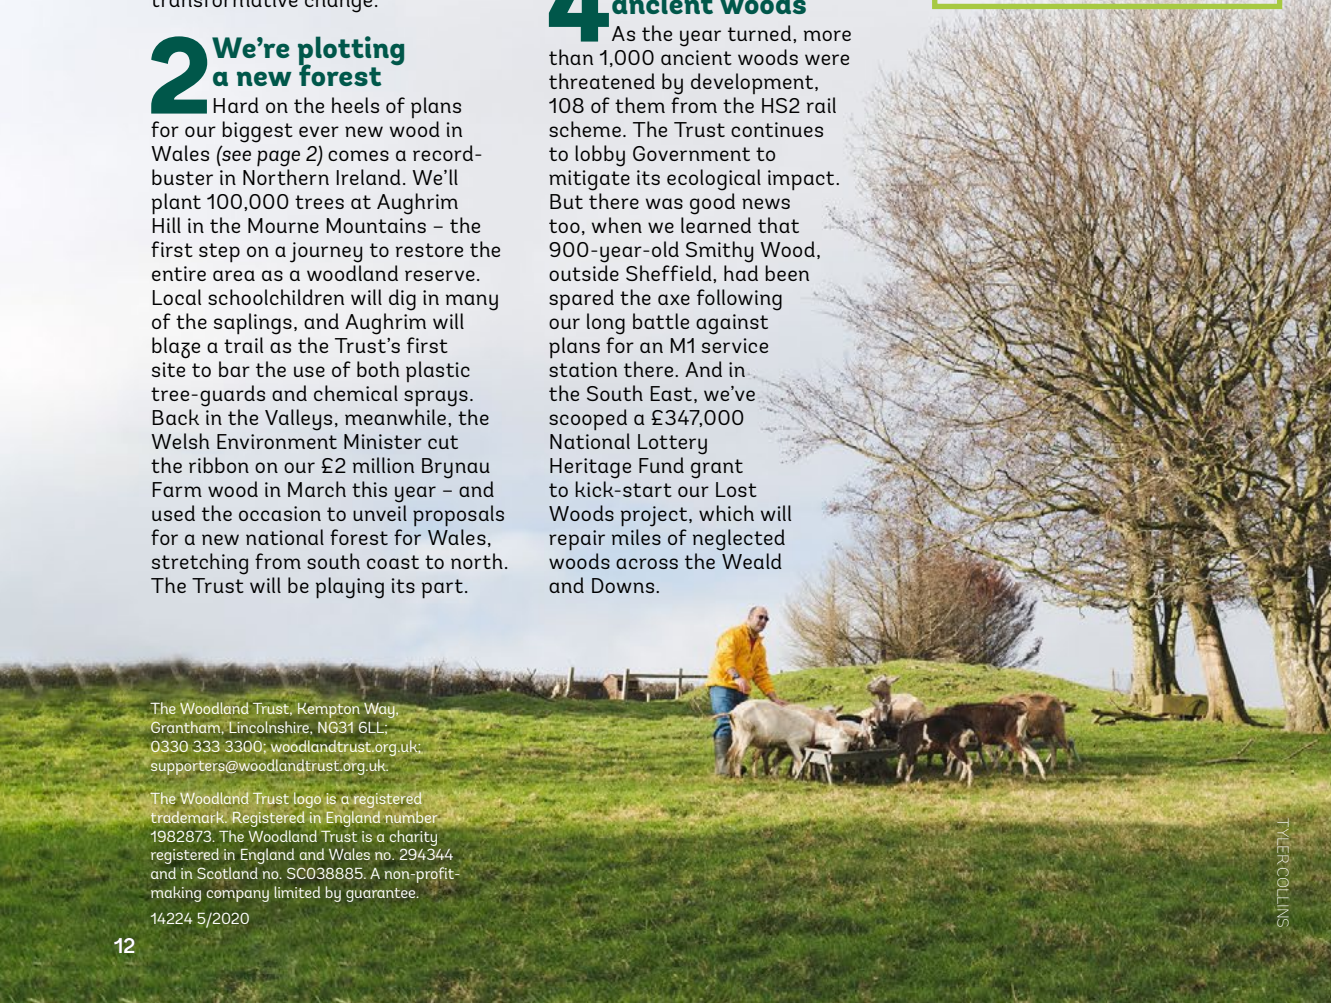 transformative change.
2
We're plotting
a new forest
Hard on the heels of plans
for our biggest ever new wood in
Wales (see page 2) comes a record-
buster in Northern Ireland. We'll
plant 100,000 trees at Aughrim
Hill in the Mourne Mountains – the
first step on a journey to restore the
entire area as a woodland reserve.
Local schoolchildren will dig in many
of the saplings, and Aughrim will
blaze a trail as the Trust's first
site to bar the use of both plastic
tree-guards and chemical sprays.
Back in the Valleys, meanwhile, the
Welsh Environment Minister cut
the ribbon on our £2 million Brynau
Farm wood in March this year – and
used the occasion to unveil proposals
for a new national forest for Wales,
stretching from south coast to north.
The Trust will be playing its part.
4
ancient woods
As the year turned, more
than 1,000 ancient woods were
threatened by development,
108 of them from the HS2 rail
scheme. The Trust continues
to lobby Government to
mitigate its ecological impact.
But there was good news
too, when we learned that
900-year-old Smithy Wood,
outside Sheffield, had been
spared the axe following
our long battle against
plans for an M1 service
station there. And in
the South East, we've
scooped a £347,000
National Lottery
Heritage Fund grant
to kick-start our Lost
Woods project, which will
repair miles of neglected
woods across the Weald
and Downs.
The Woodland Trust, Kempton Way,
Grantham, Lincolnshire, NG31 6LL;
0330 333 3300; woodlandtrust.org.uk;
supporters@woodlandtrust.org.uk.
The Woodland Trust logo is a registered
trademark. Registered in England number
1982873. The Woodland Trust is a charity
registered in England and Wales no. 294344
and in Scotland no. SC038885. A non-profit-
making company limited by guarantee.
14224 5/2020
12
TYLER COLLINS